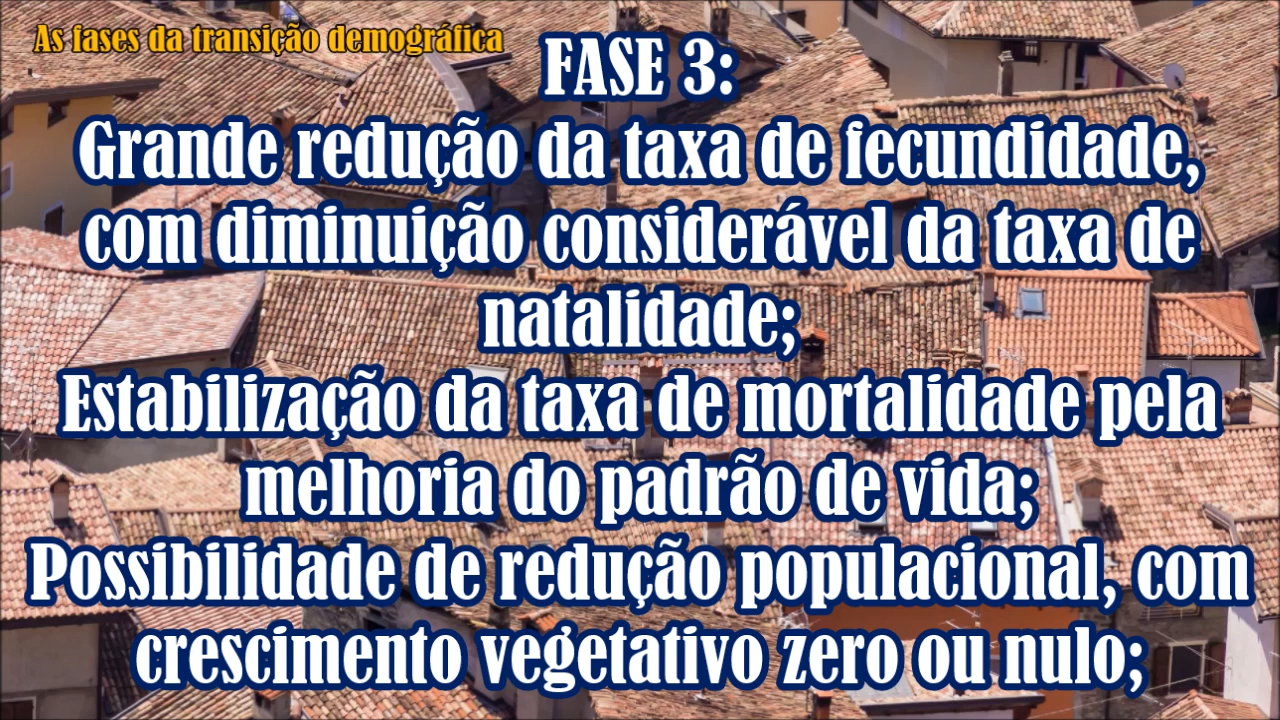 As fases da transição demográfica
FASE 3:
Grande redução da taxa de fecundidade,
com diminuição considerável da taxa de
natalidade;
Estabilização da taxa de mortalidade pela
melhoria do padrão de vida;
Possibilidade de redução populacional, com
crescimento vegetativo zero ou nulo;